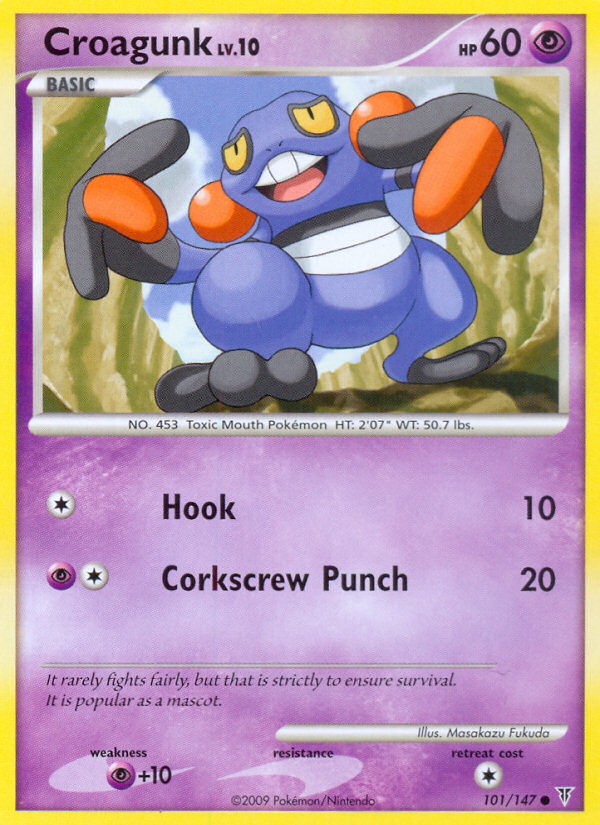 Croagunk LV.10 HP 60
BASIC
NO. 453 Toxic Mouth Pokémon HT: 2'07" WT: 50.7 lbs.
Hook 10
Corkscrew Punch 20
It rarely fights fairly, but that is strictly to ensure survival.
It is popular as a mascot.
Illus. Masakazu Fukuda
weakness resistance retreat cost
+10
©2009 Pokémon/Nintendo 101/147